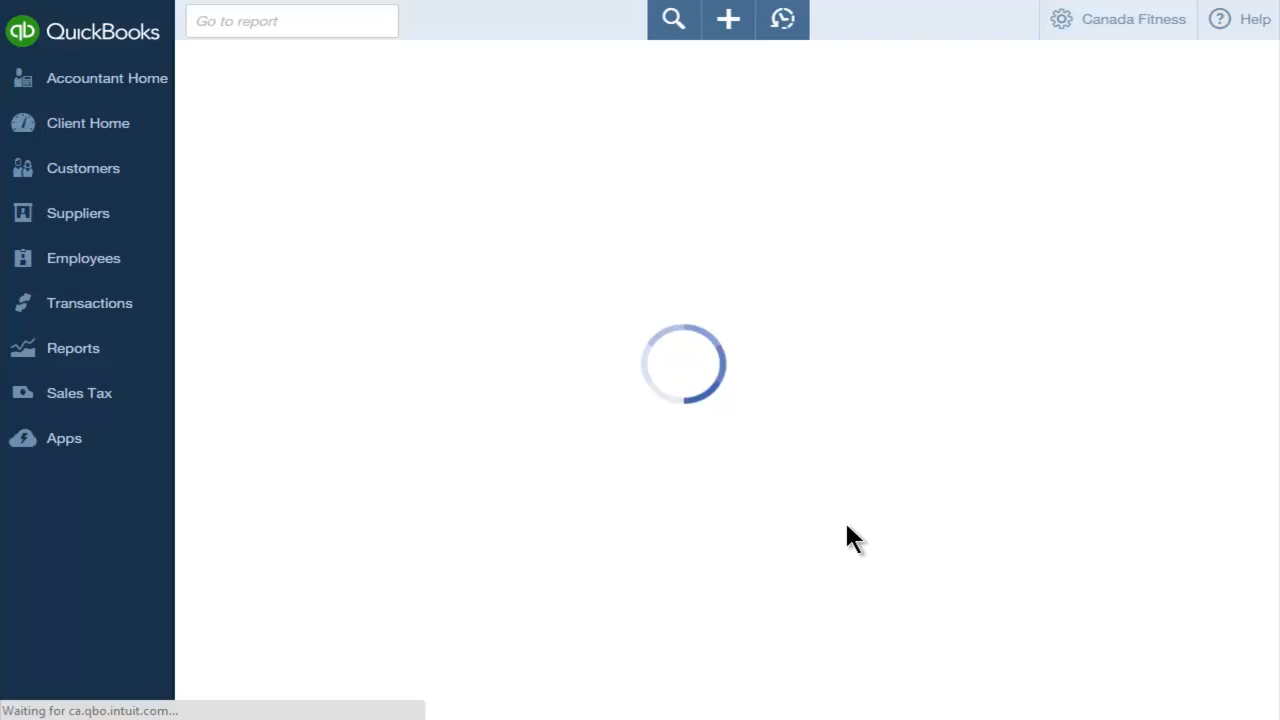 qb QuickBooks
Go to report
Canada Fitness
? Help
Accountant Home
Client Home
Customers
Suppliers
Employees
Transactions
Reports
Sales Tax
Apps
Waiting for ca.qbo.intuit.com...